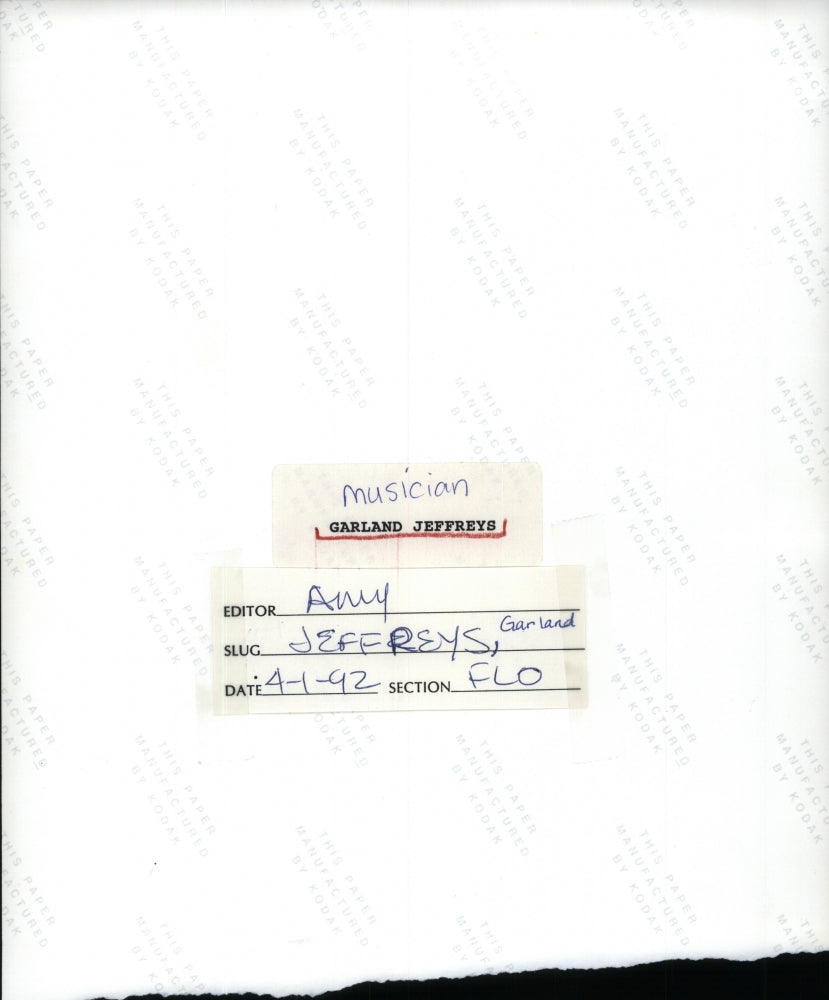 musician
GARLAND JEFFREYS
EDITOR Amy
SLUG JEFFREYS, Garland
DATE 4-1-92 SECTION FLO
THIS PAPER
MANUFACTURED
BY KODAK